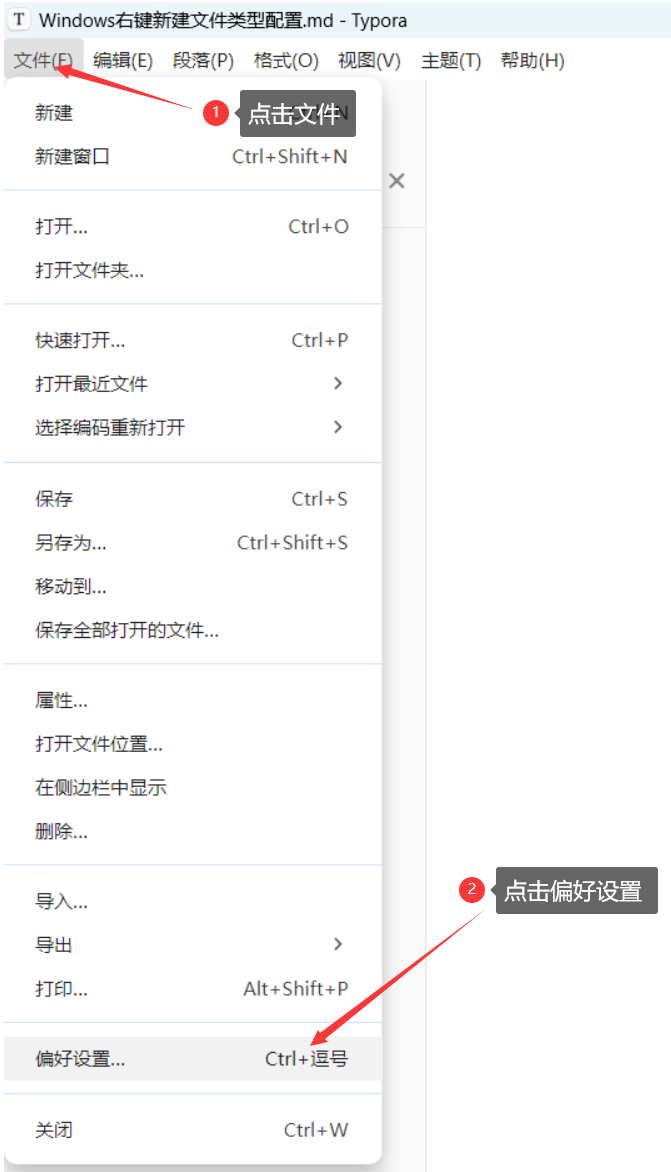 T Windows右键新建文件类型配置.md - Typora
文件(F) 编辑(E) 段落(P) 格式(O) 视图(V) 主题(T) 帮助(H)
新建 1 点击文件 N
新建窗口 Ctrl+Shift+N
打开... Ctrl+O
打开文件夹...
快速打开... Ctrl+P
打开最近文件
选择编码重新打开
保存 Ctrl+S
另存为... Ctrl+Shift+S
移动到...
保存全部打开的文件...
属性...
打开文件位置...
在侧边栏中显示
删除...
2 点击偏好设置
导入...
导出
打印... Alt+Shift+P
偏好设置... Ctrl+逗号
关闭 Ctrl+W